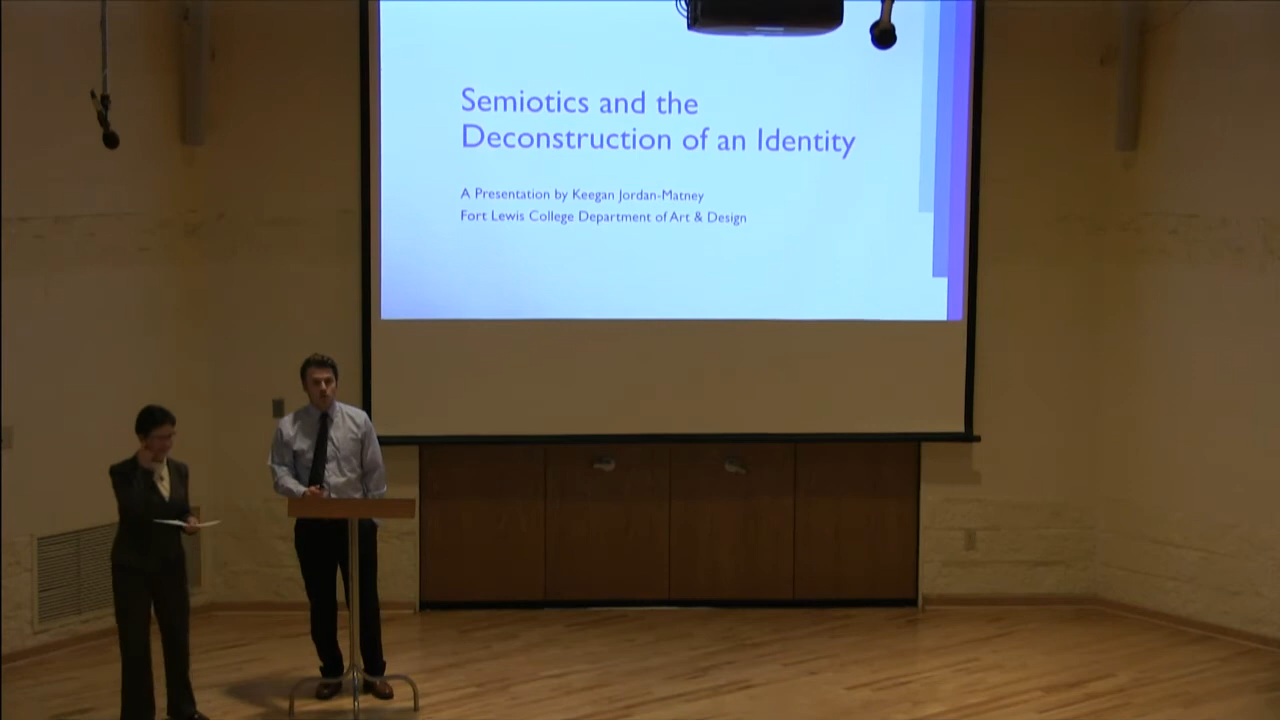 Semiotics and the
Deconstruction of an Identity
A Presentation by Keegan Jordan-Matney
Fort Lewis College Department of Art & Design